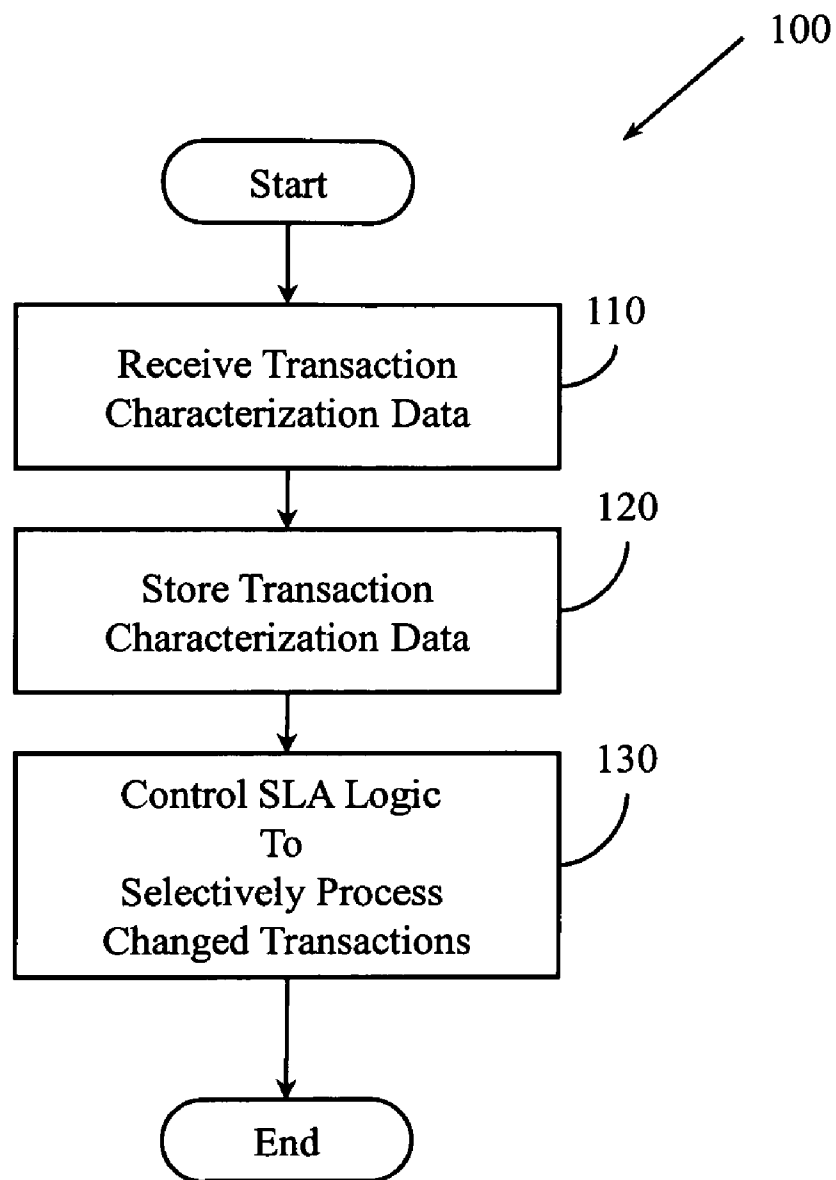 100
Start
110
Receive Transaction
Characterization Data
120
Store Transaction
Characterization Data
130
Control SLA Logic
To
Selectively Process
Changed Transactions
End